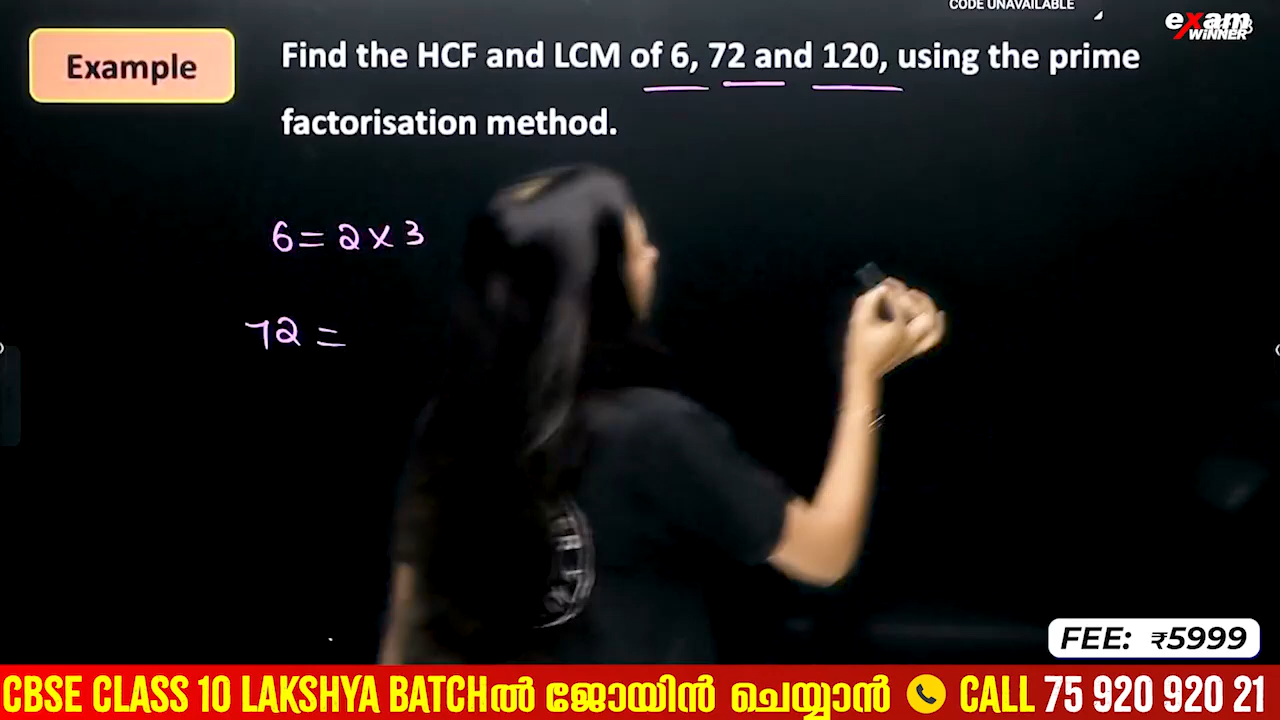 CODE UNAVAILABLE
exam
WINNER
Example
Find the HCF and LCM of 6, 72 and 120, using the prime
factorisation method.
6 = 2 x 3
72 =
FEE: ₹5999
CBSE CLASS 10 LAKSHYA BATCHൽ ജോയിൻ ചെയ്യാൻ CALL 75 920 920 21